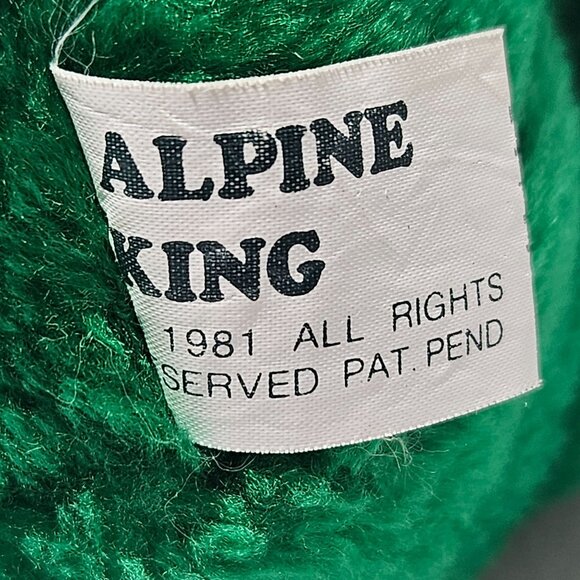 ALPINE
KING
1981 ALL RIGHTS
SERVED PAT. PEND